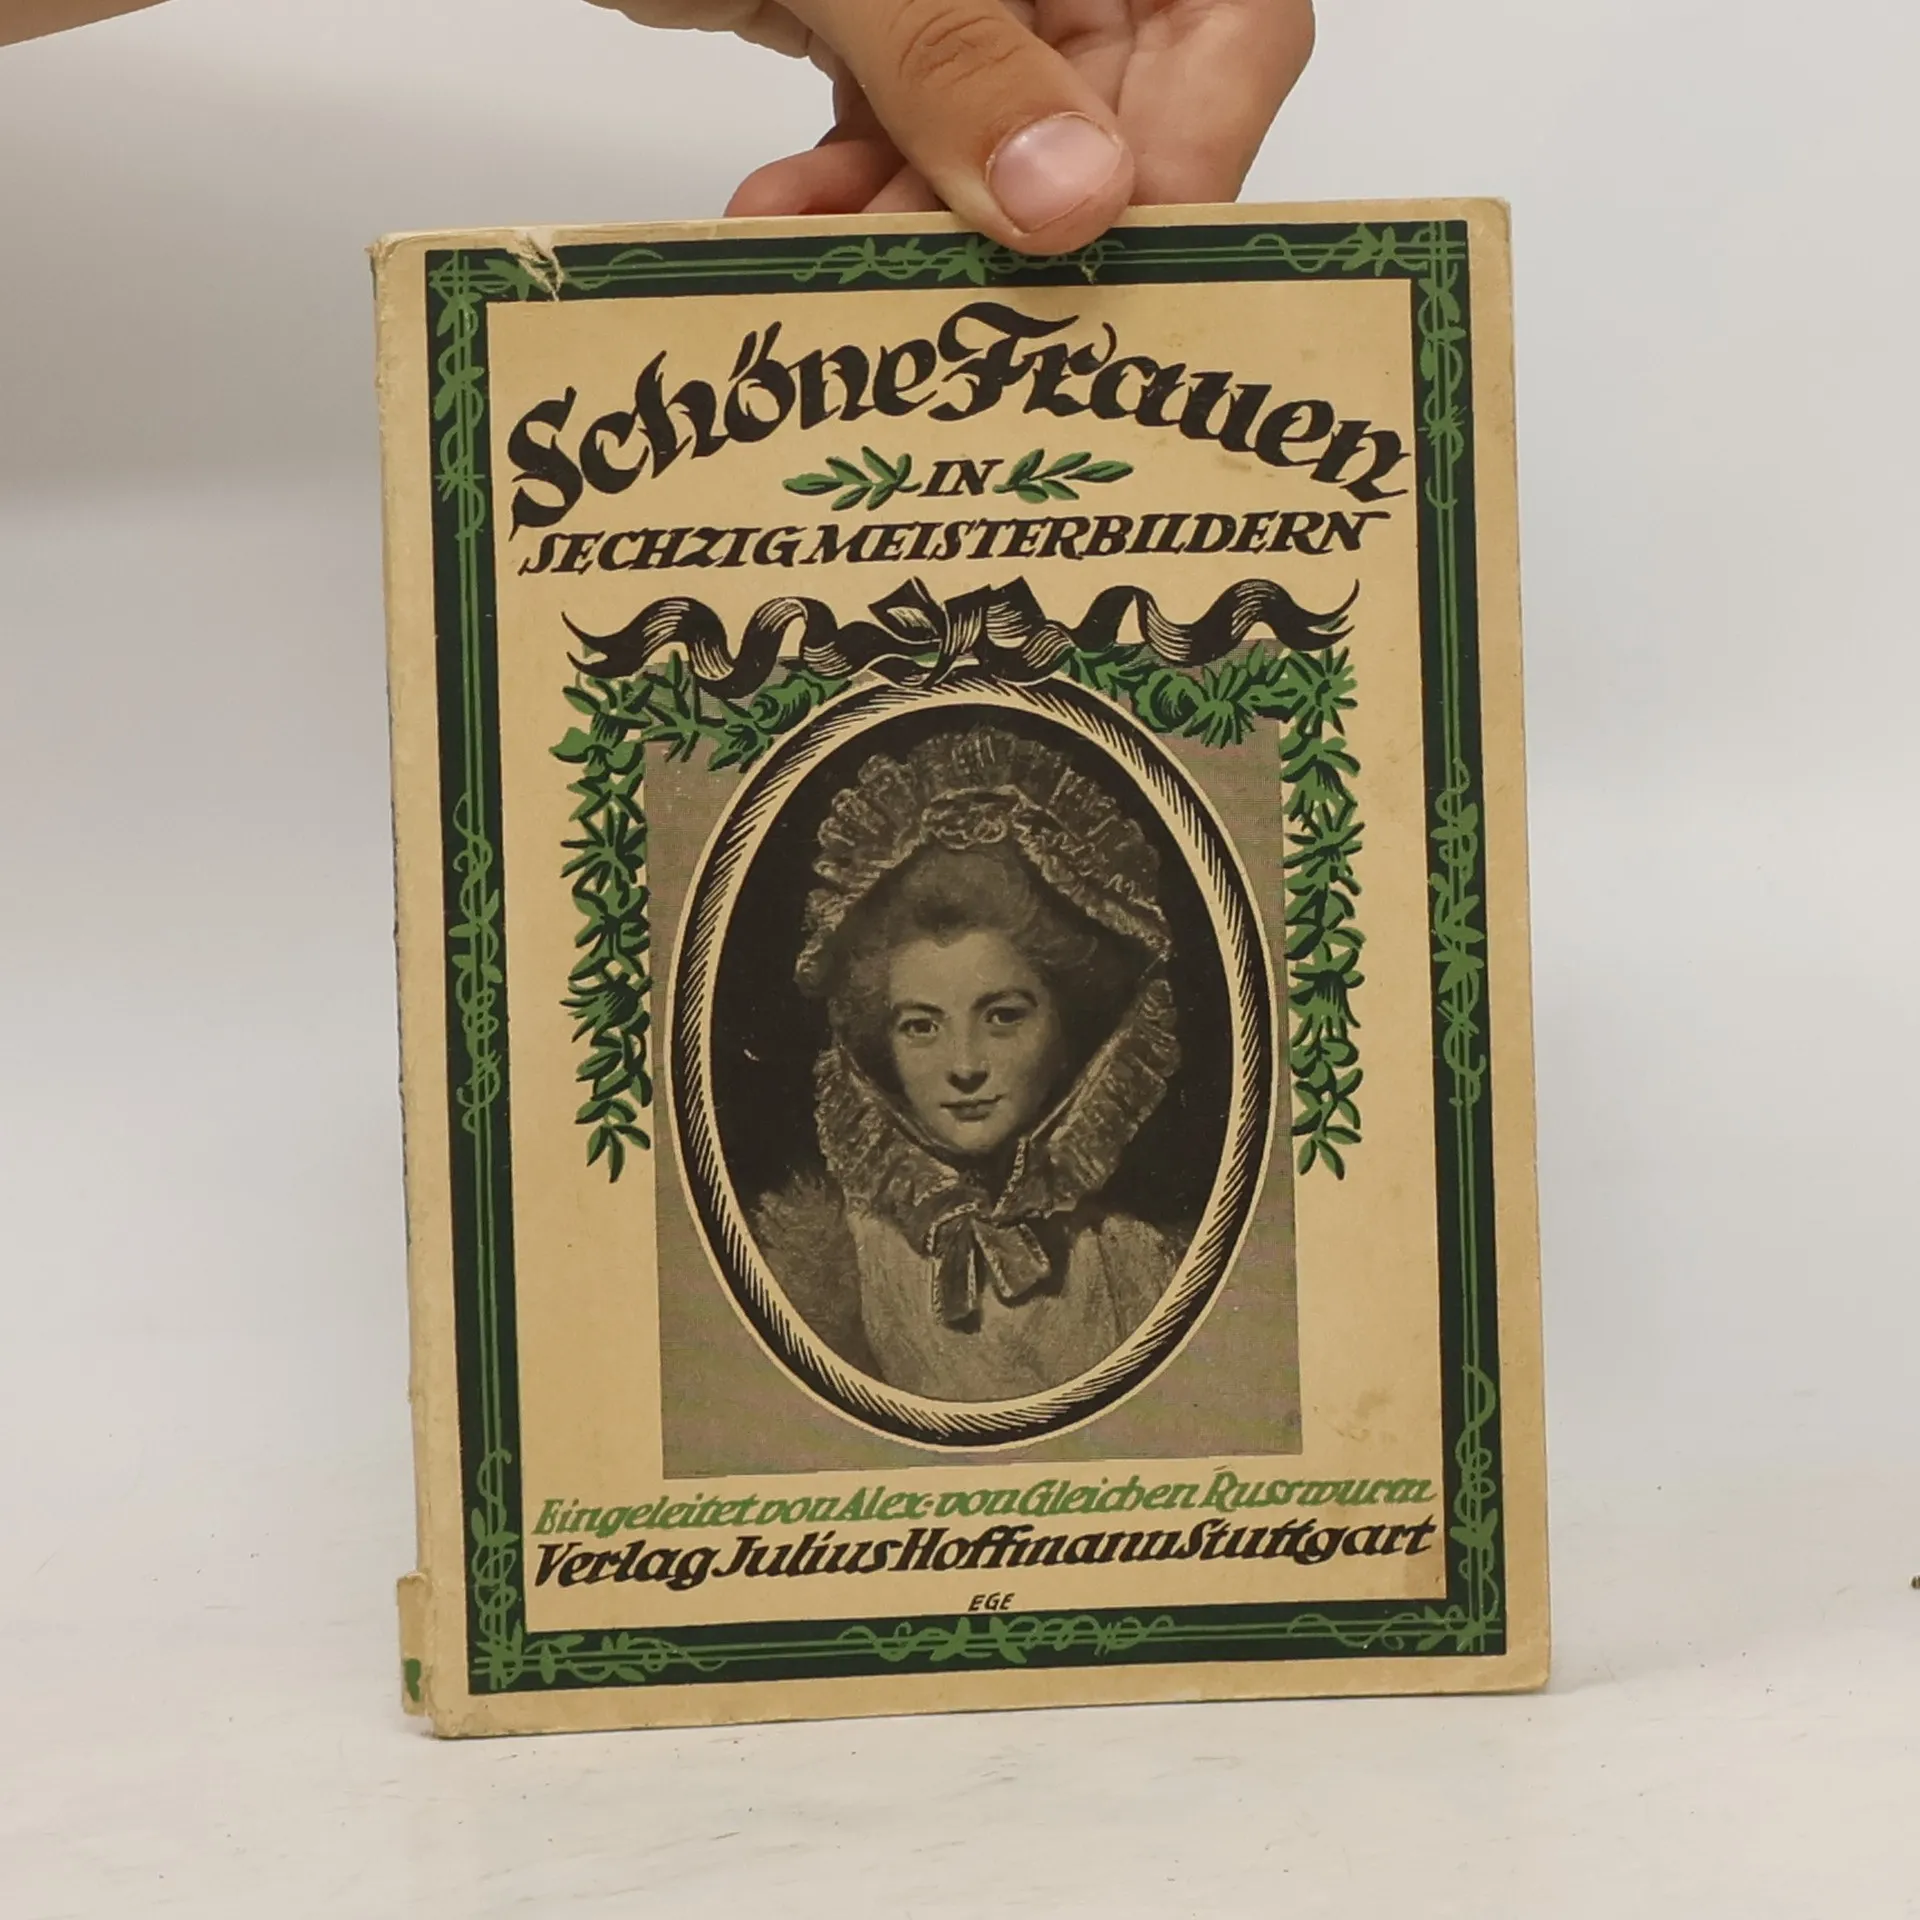 Schöne Frauen
IN
SECHZIG MEISTERBILDERN
Eingeleitet von Alex. von Gleichen Russwurm
Verlag Julius Hoffmann Stuttgart
EGE